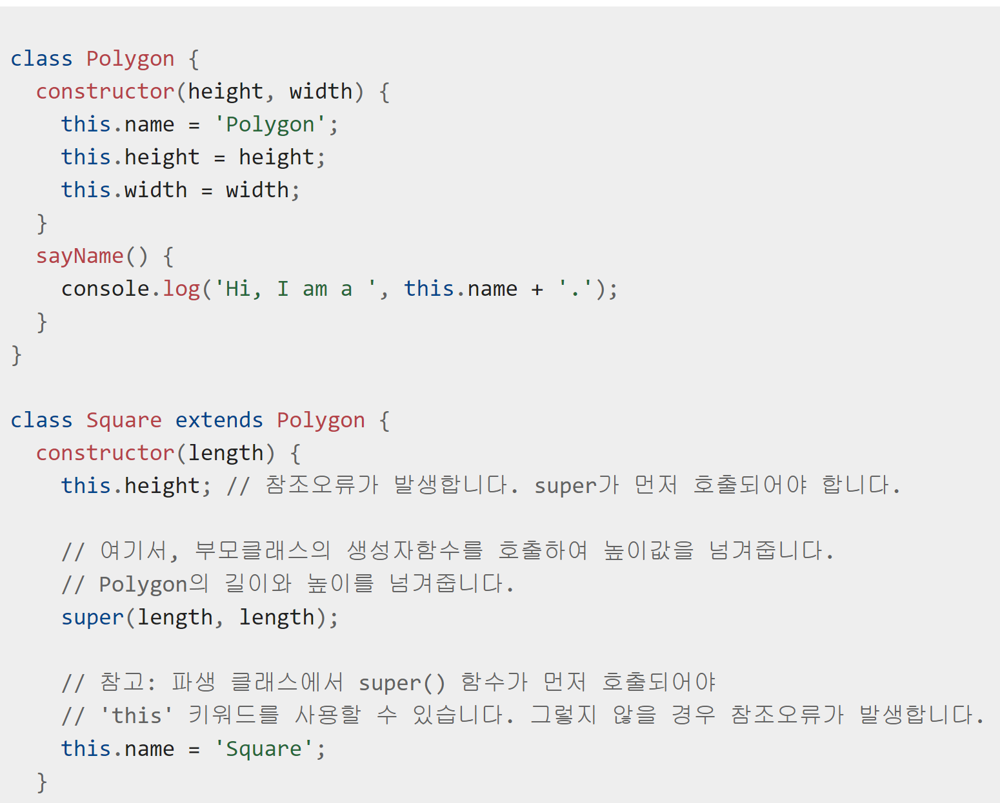 class Polygon {
  constructor(height, width) {
    this.name = 'Polygon';
    this.height = height;
    this.width = width;
  }
  sayName() {
    console.log('Hi, I am a ', this.name + '.');
  }
}
class Square extends Polygon {
  constructor(length) {
    this.height; // 참조오류가 발생합니다. super가 먼저 호출되어야 합니다.
    // 여기서, 부모클래스의 생성자함수를 호출하여 높이값을 넘겨줍니다.
    // Polygon의 길이와 높이를 넘겨줍니다.
    super(length, length);
    // 참고: 파생 클래스에서 super() 함수가 먼저 호출되어야
    // 'this' 키워드를 사용할 수 있습니다. 그렇지 않을 경우 참조오류가 발생합니다.
    this.name = 'Square';
  }